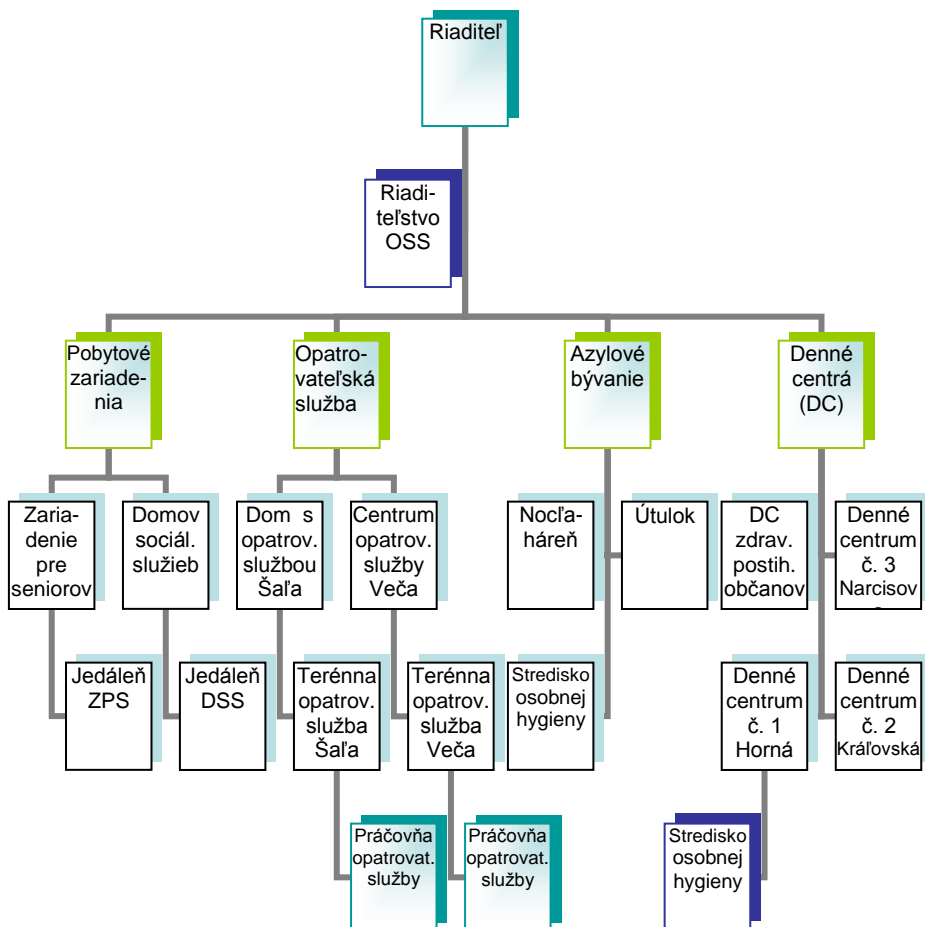 Riaditeľ
Riadi-
teľstvo
OSS
Pobytové
zariade-
nia
Opatro-
vateľská
služba
Azylové
bývanie
Denné
centrá
(DC)
Zaria-
denie
pre
seniorov
Domov
sociál.
služieb
Dom s
opatrov.
službou
Šaľa
Centrum
opatrov.
služby
Veča
Nocľa-
háreň
Útulok
DC
zdrav.
postih.
občanov
Denné
centrum
č. 3
Narcisov
Jedáleň
ZPS
Jedáleň
DSS
Terénna
opatrov.
služba
Šaľa
Terénna
opatrov.
služba
Veča
Stredisko
osobnej
hygieny
Denné
centrum
č. 1
Horná
Denné
centrum
č. 2
Kráľovská
Práčovňa
opatrovat.
služby
Práčovňa
opatrovat.
služby
Stredisko
osobnej
hygieny